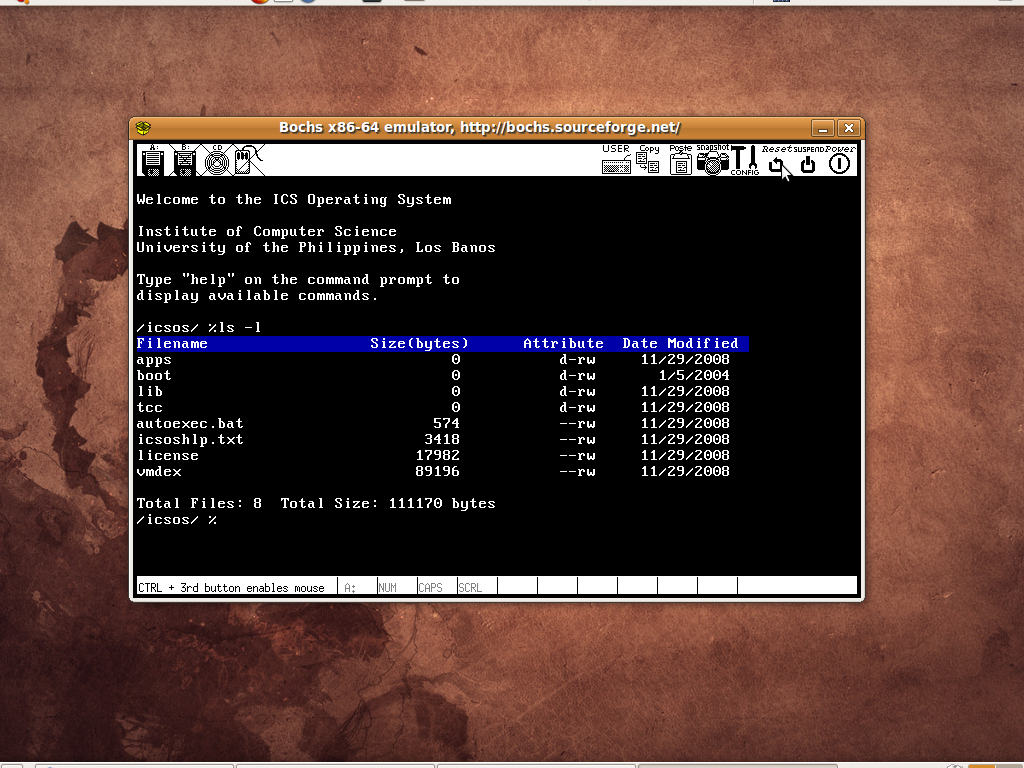 Bochs x86-64 emulator, http://bochs.sourceforge.net/
A: B: CD USER Copy Paste snapshot CONFIG Reset SUSPEND Power
Welcome to the ICS Operating System
Institute of Computer Science
University of the Philippines, Los Banos
Type "help" on the command prompt to
display available commands.
/icsos/ %ls -l
Filename Size(bytes) Attribute Date Modified
apps 0 d-rw 11/29/2008
boot 0 d-rw 1/5/2004
lib 0 d-rw 11/29/2008
tcc 0 d-rw 11/29/2008
autoexec.bat 574 --rw 11/29/2008
icsoshlp.txt 3418 --rw 11/29/2008
license 17982 --rw 11/29/2008
vmdex 89196 --rw 11/29/2008
Total Files: 8 Total Size: 111170 bytes
/icsos/ %
CTRL + 3rd button enables mouse A: NUM CAPS SCRL